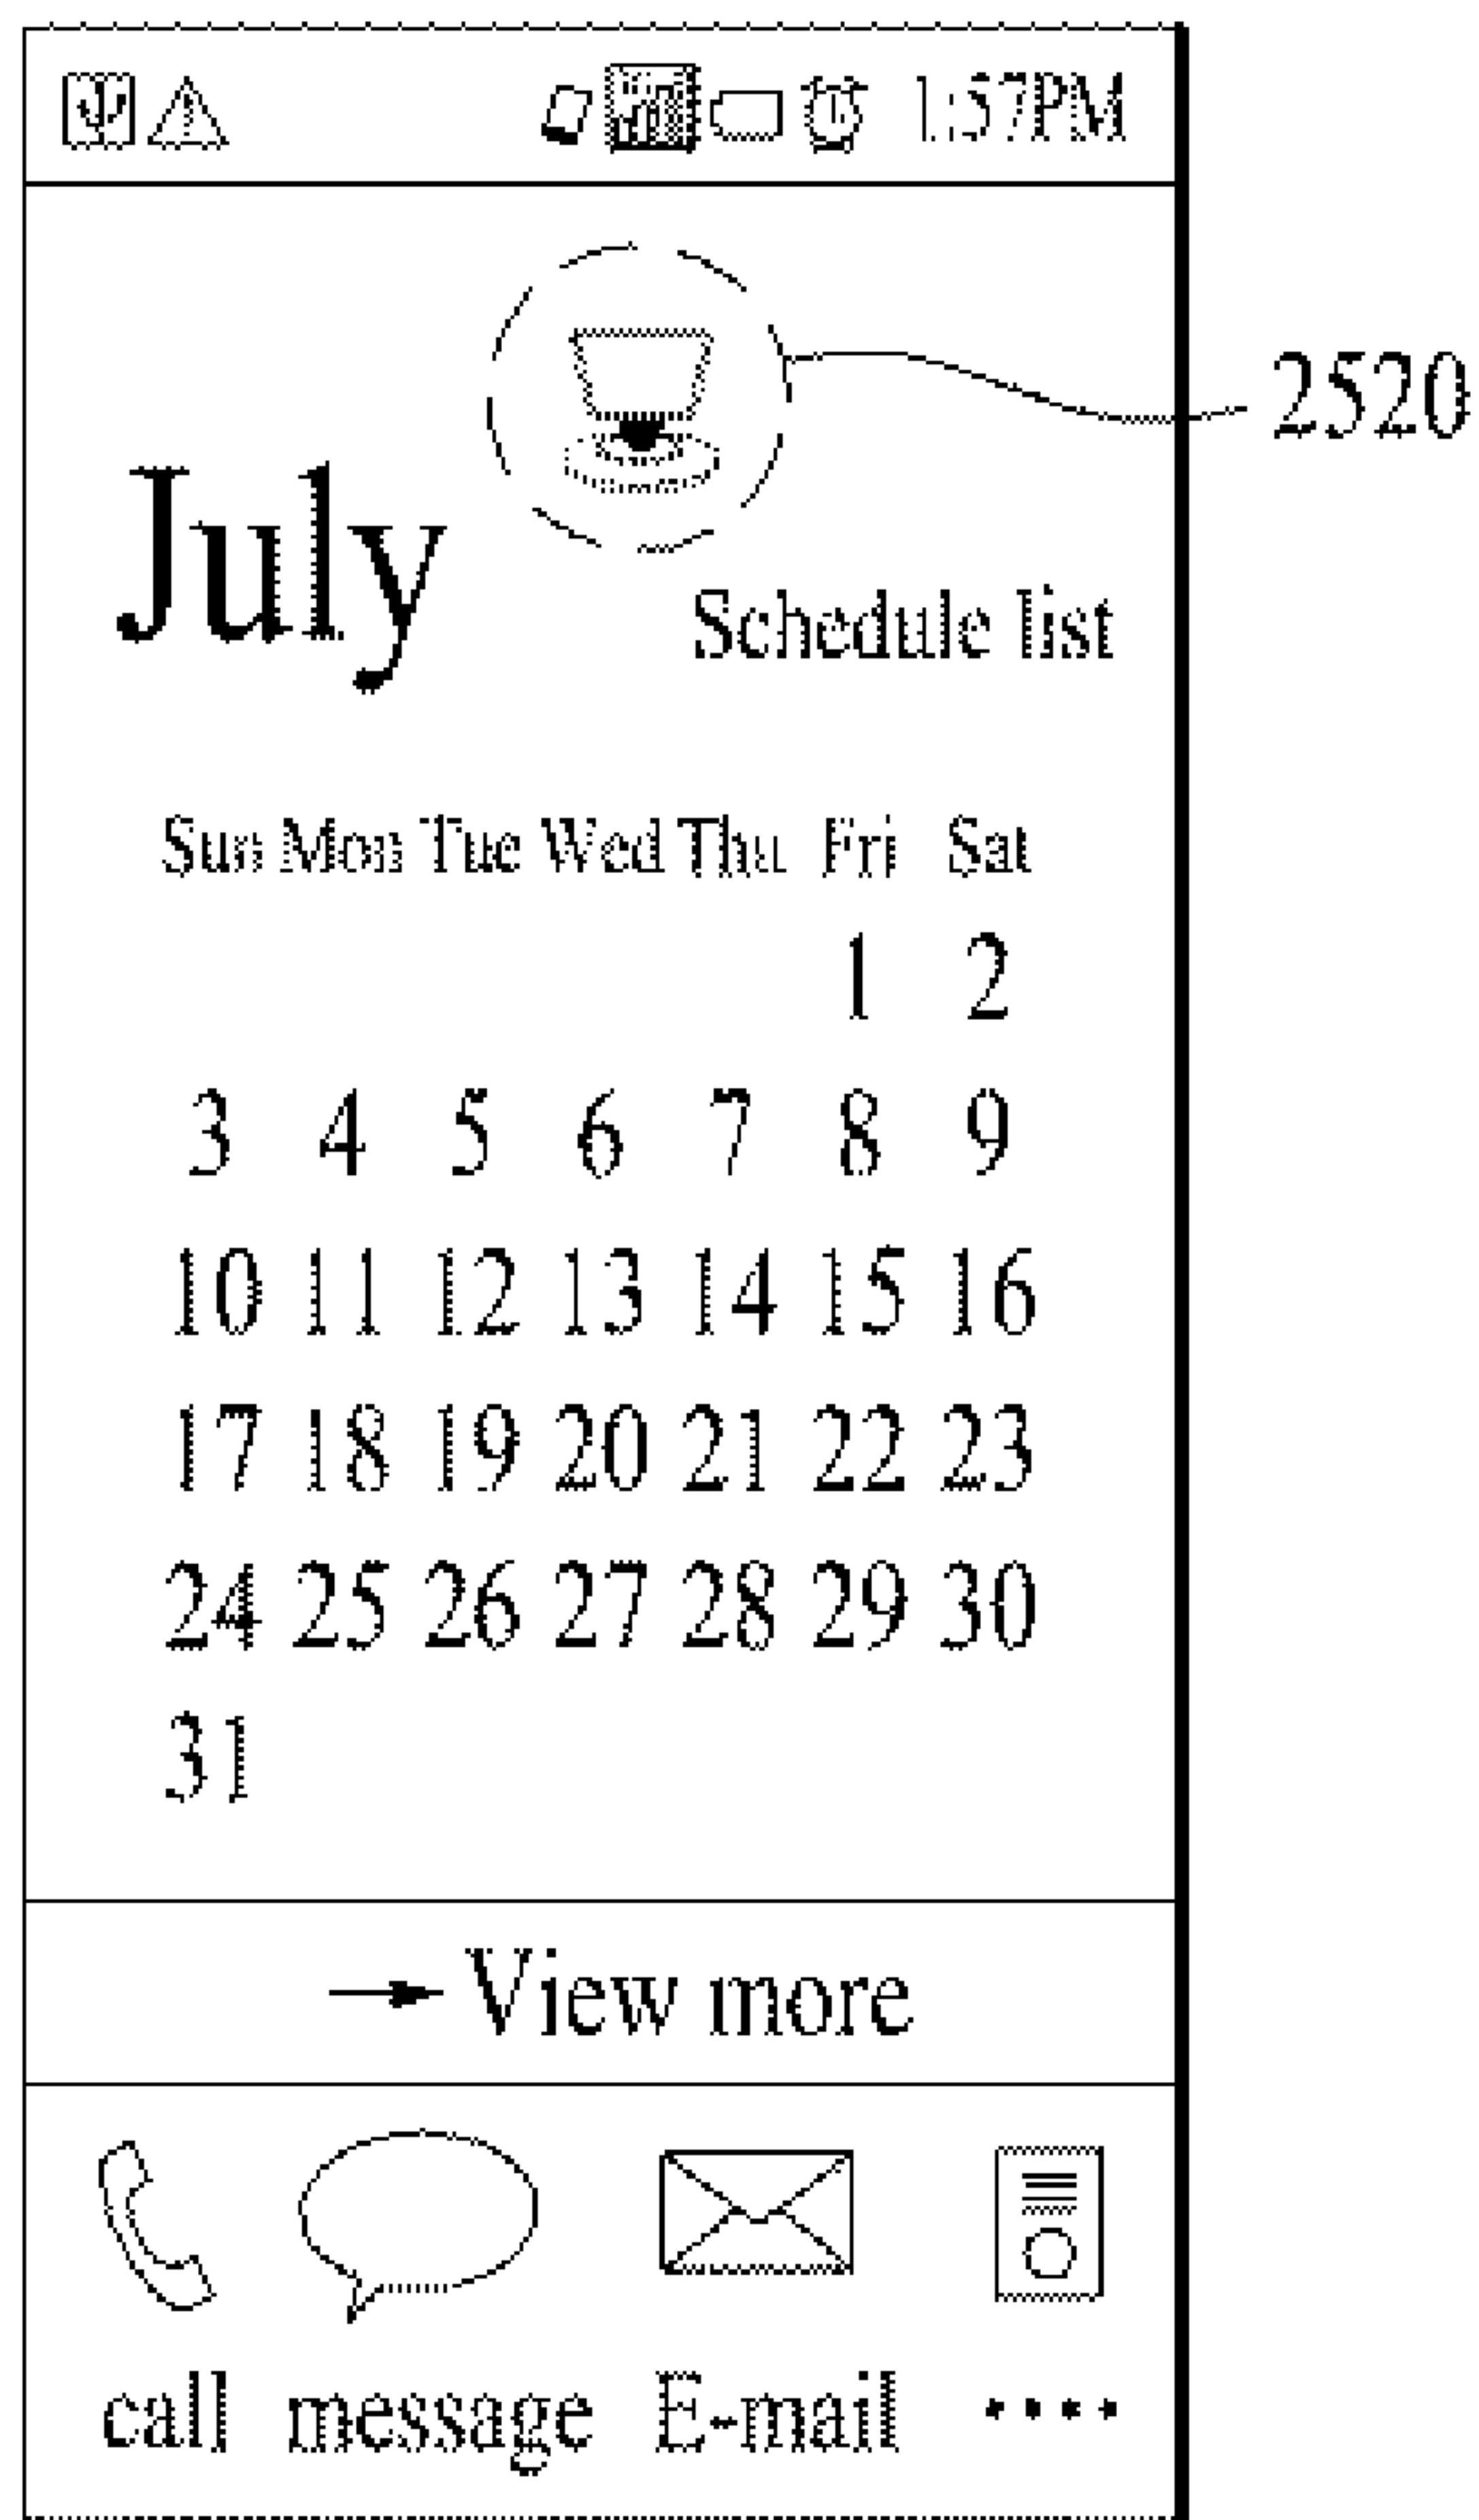 1:57PM
2520
July
Schedule list
Sun Mon Tue Wed Thu Fri Sat
1 2
3 4 5 6 7 8 9
10 11 12 13 14 15 16
17 18 19 20 21 22 23
24 25 26 27 28 29 30
31
View more
call message E-mail ••••